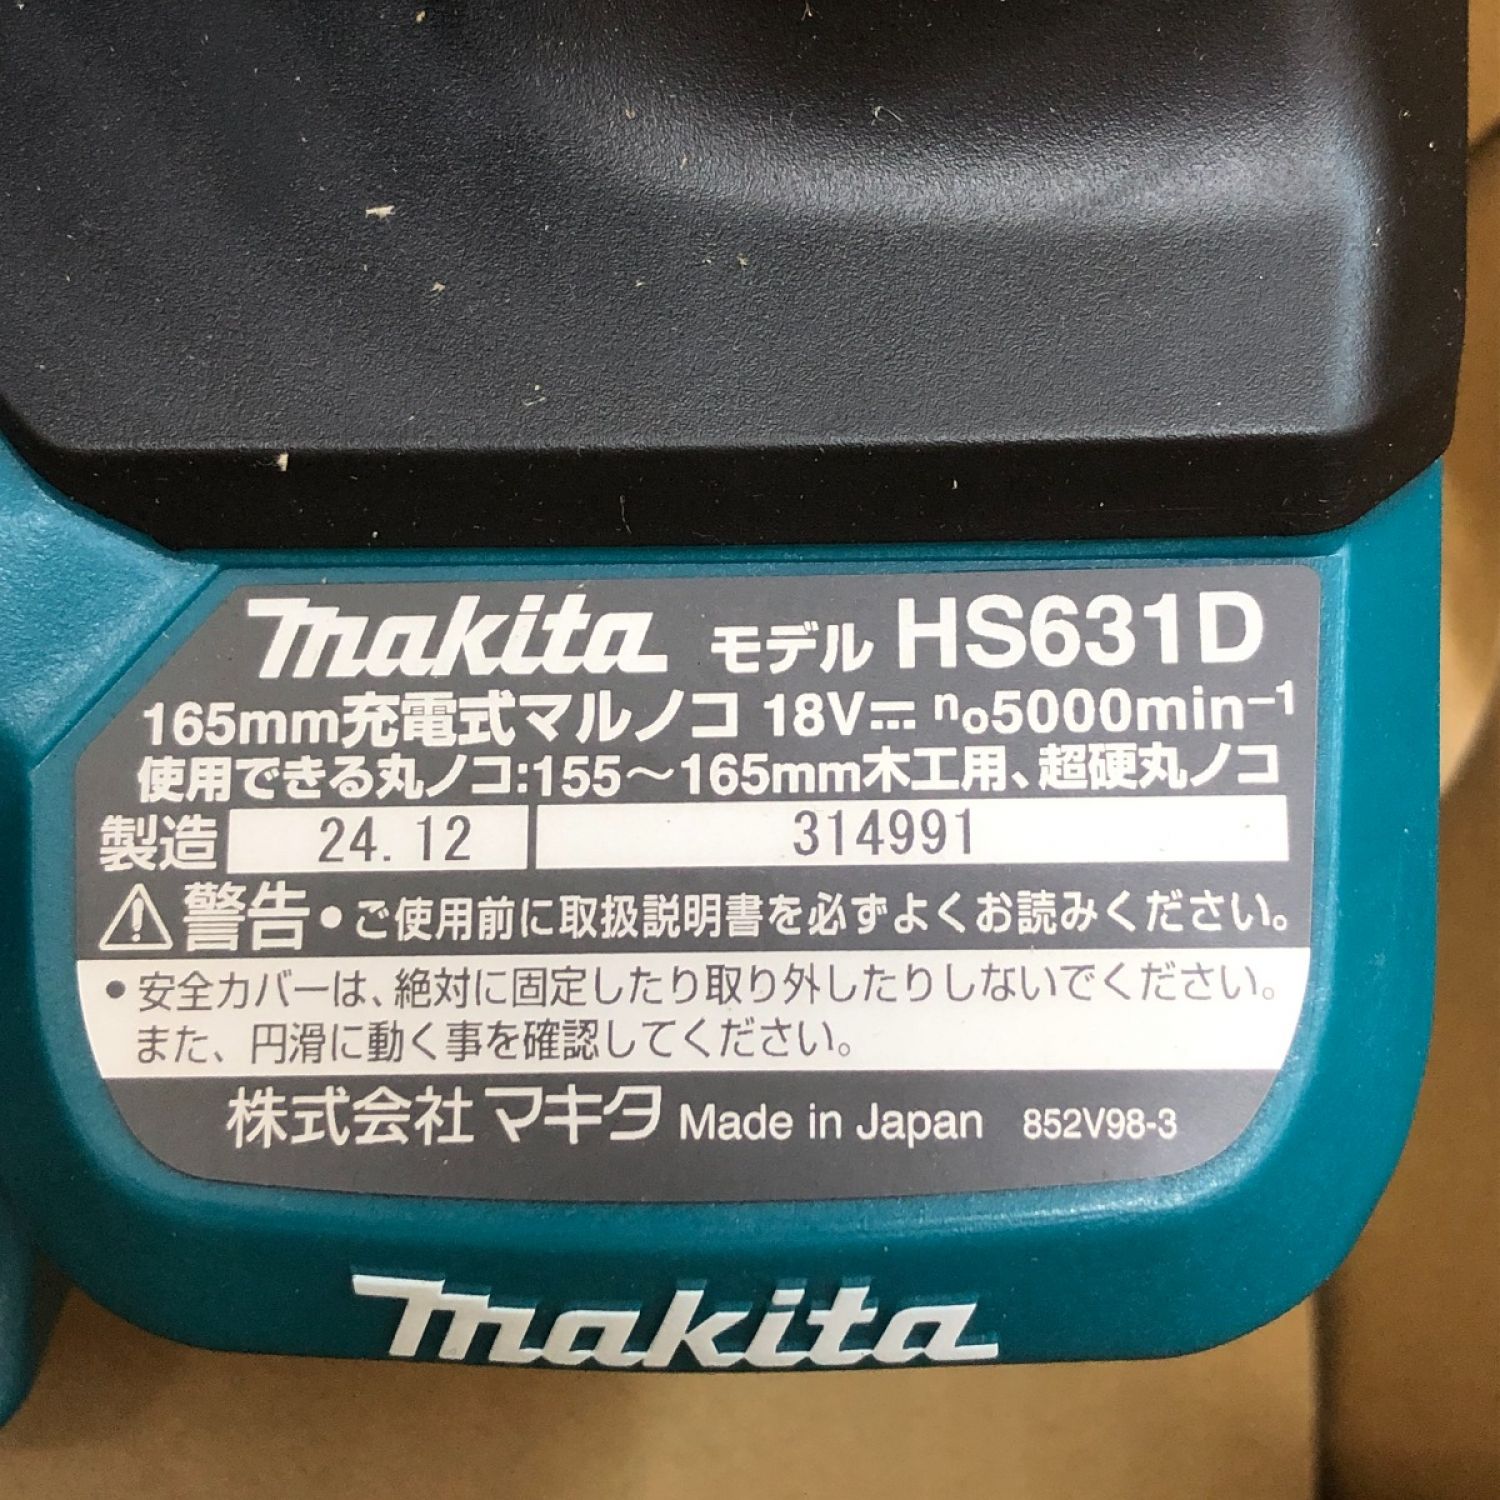 makita モデル HS631D
165mm充電式マルノコ 18V⎓ n₀5000min⁻¹
使用できる丸ノコ:155～165mm木工用、超硬丸ノコ
製造 24.12 314991
⚠警告 •ご使用前に取扱説明書を必ずよくお読みください。
•安全カバーは、絶対に固定したり取り外したりしないでください。
また、円滑に動く事を確認してください。
株式会社マキタ Made in Japan 852V98-3
makita